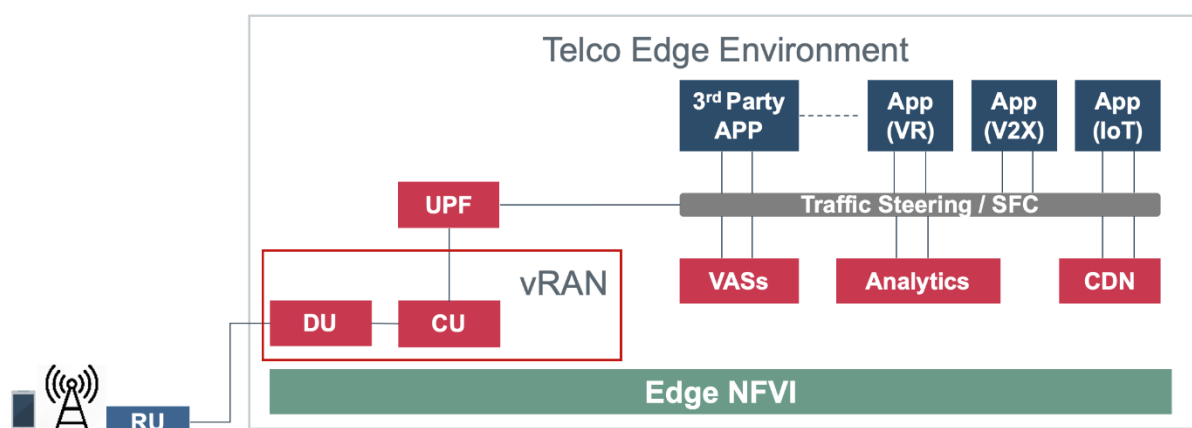 Telco Edge Environment
3rd Party
APP
App
(VR)
App
(V2X)
App
(IoT)
UPF
Traffic Steering / SFC
vRAN
VASs
Analytics
CDN
DU
CU
Edge NFVI
RU